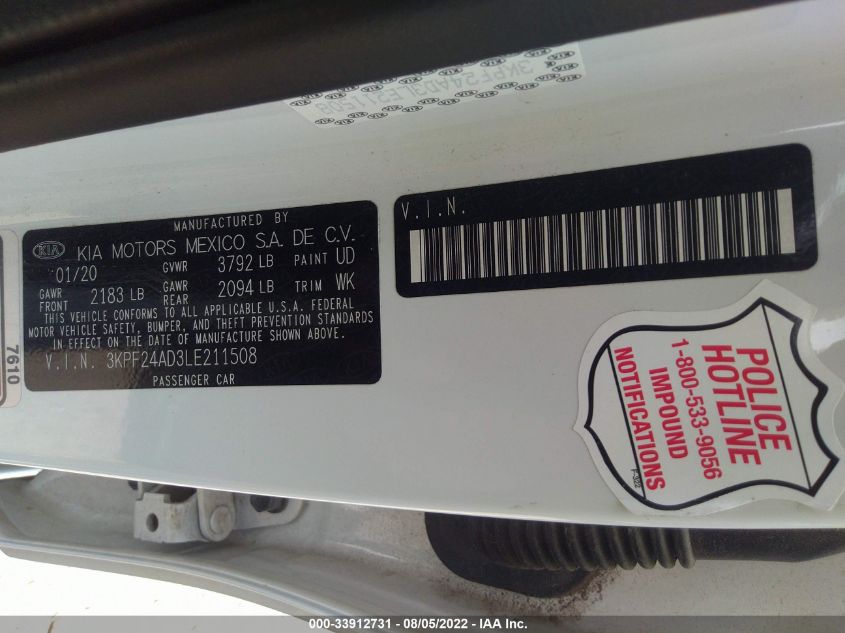 3KPF24AD3LE211508
MANUFACTURED BY
KIA KIA MOTORS MEXICO S.A. DE C.V.
01/20 GVWR 3792 LB PAINT UD
GAWR FRONT 2183 LB GAWR REAR 2094 LB TRIM WK
THIS VEHICLE CONFORMS TO ALL APPLICABLE U.S.A. FEDERAL
MOTOR VEHICLE SAFETY, BUMPER, AND THEFT PREVENTION STANDARDS
IN EFFECT ON THE DATE OF MANUFACTURE SHOWN ABOVE.
V.I.N. 3KPF24AD3LE211508
PASSENGER CAR
V.I.N.
7610
POLICE
HOTLINE
1-800-533-9056
IMPOUND
NOTIFICATIONS
F-922
000-33912731 - 08/05/2022 - IAA Inc.